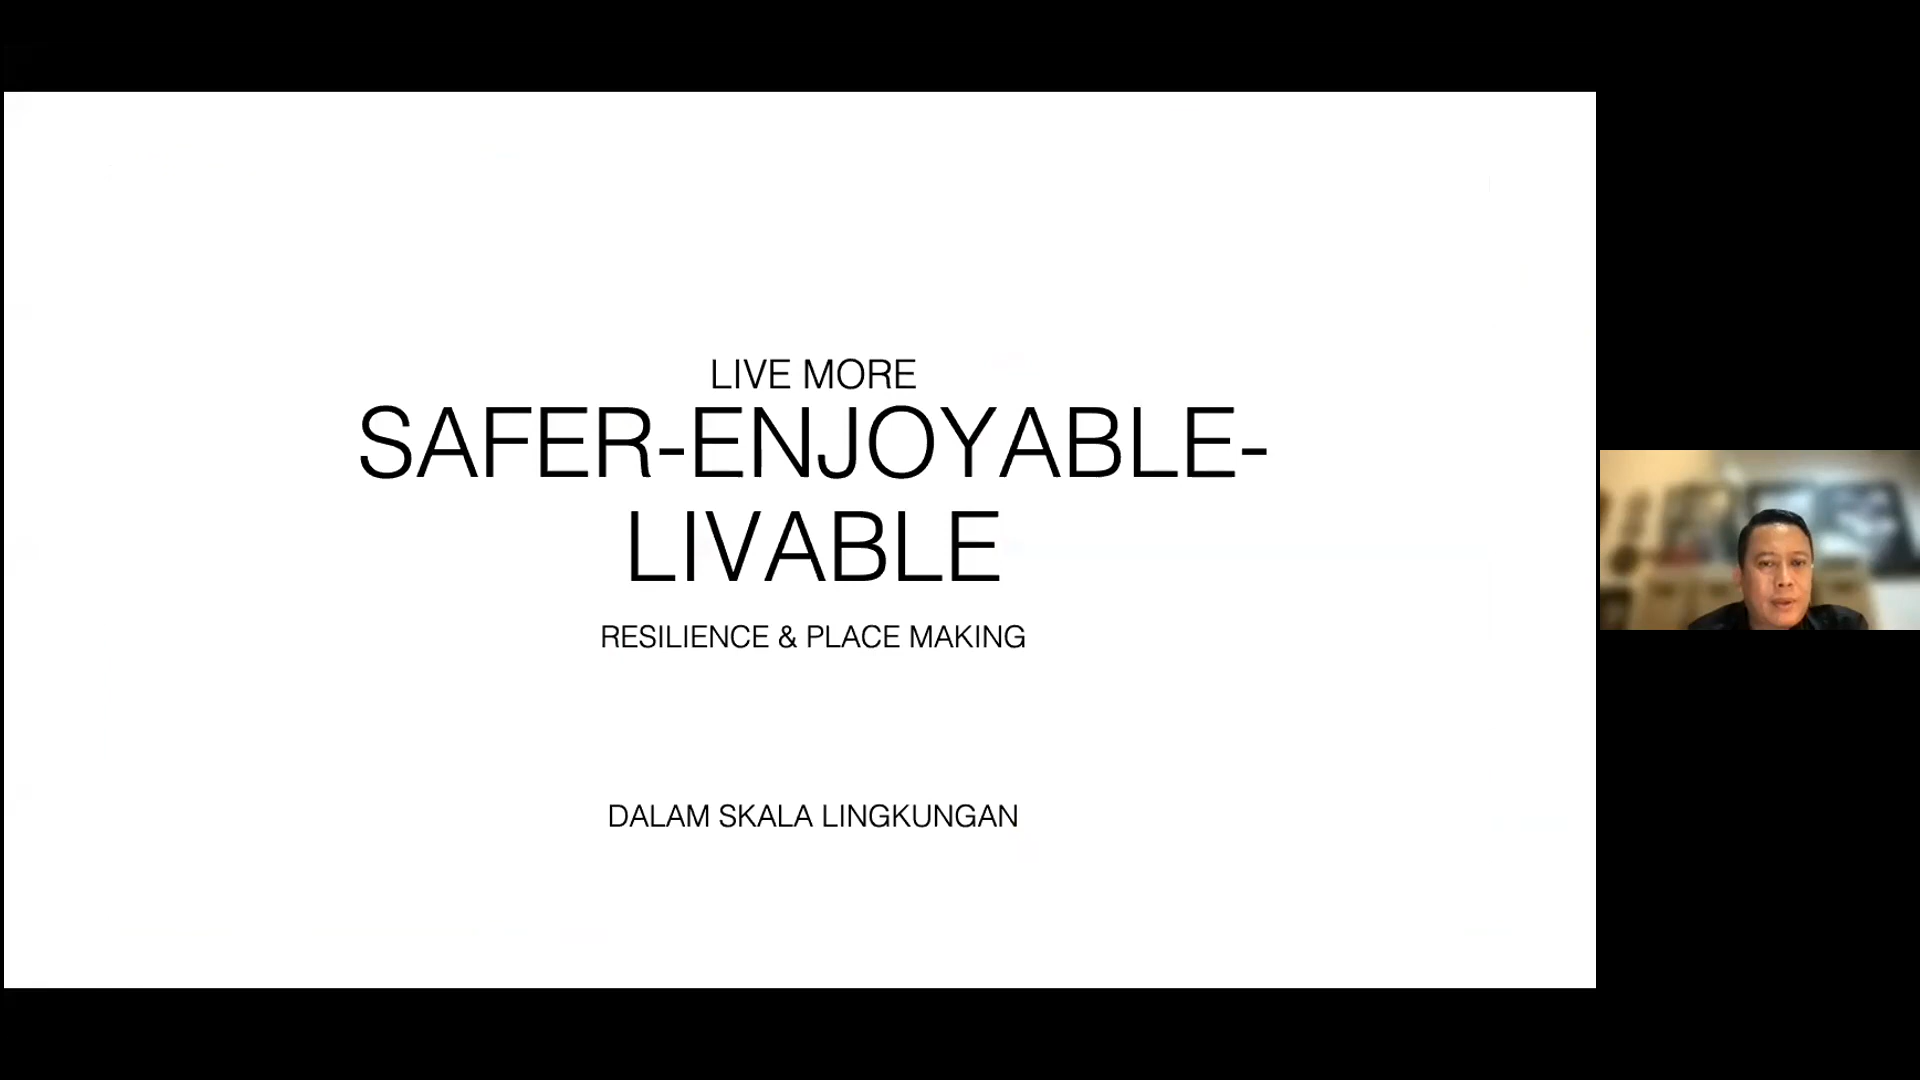 LIVE MORE
SAFER-ENJOYABLE-
LIVABLE
RESILIENCE & PLACE MAKING
DALAM SKALA LINGKUNGAN